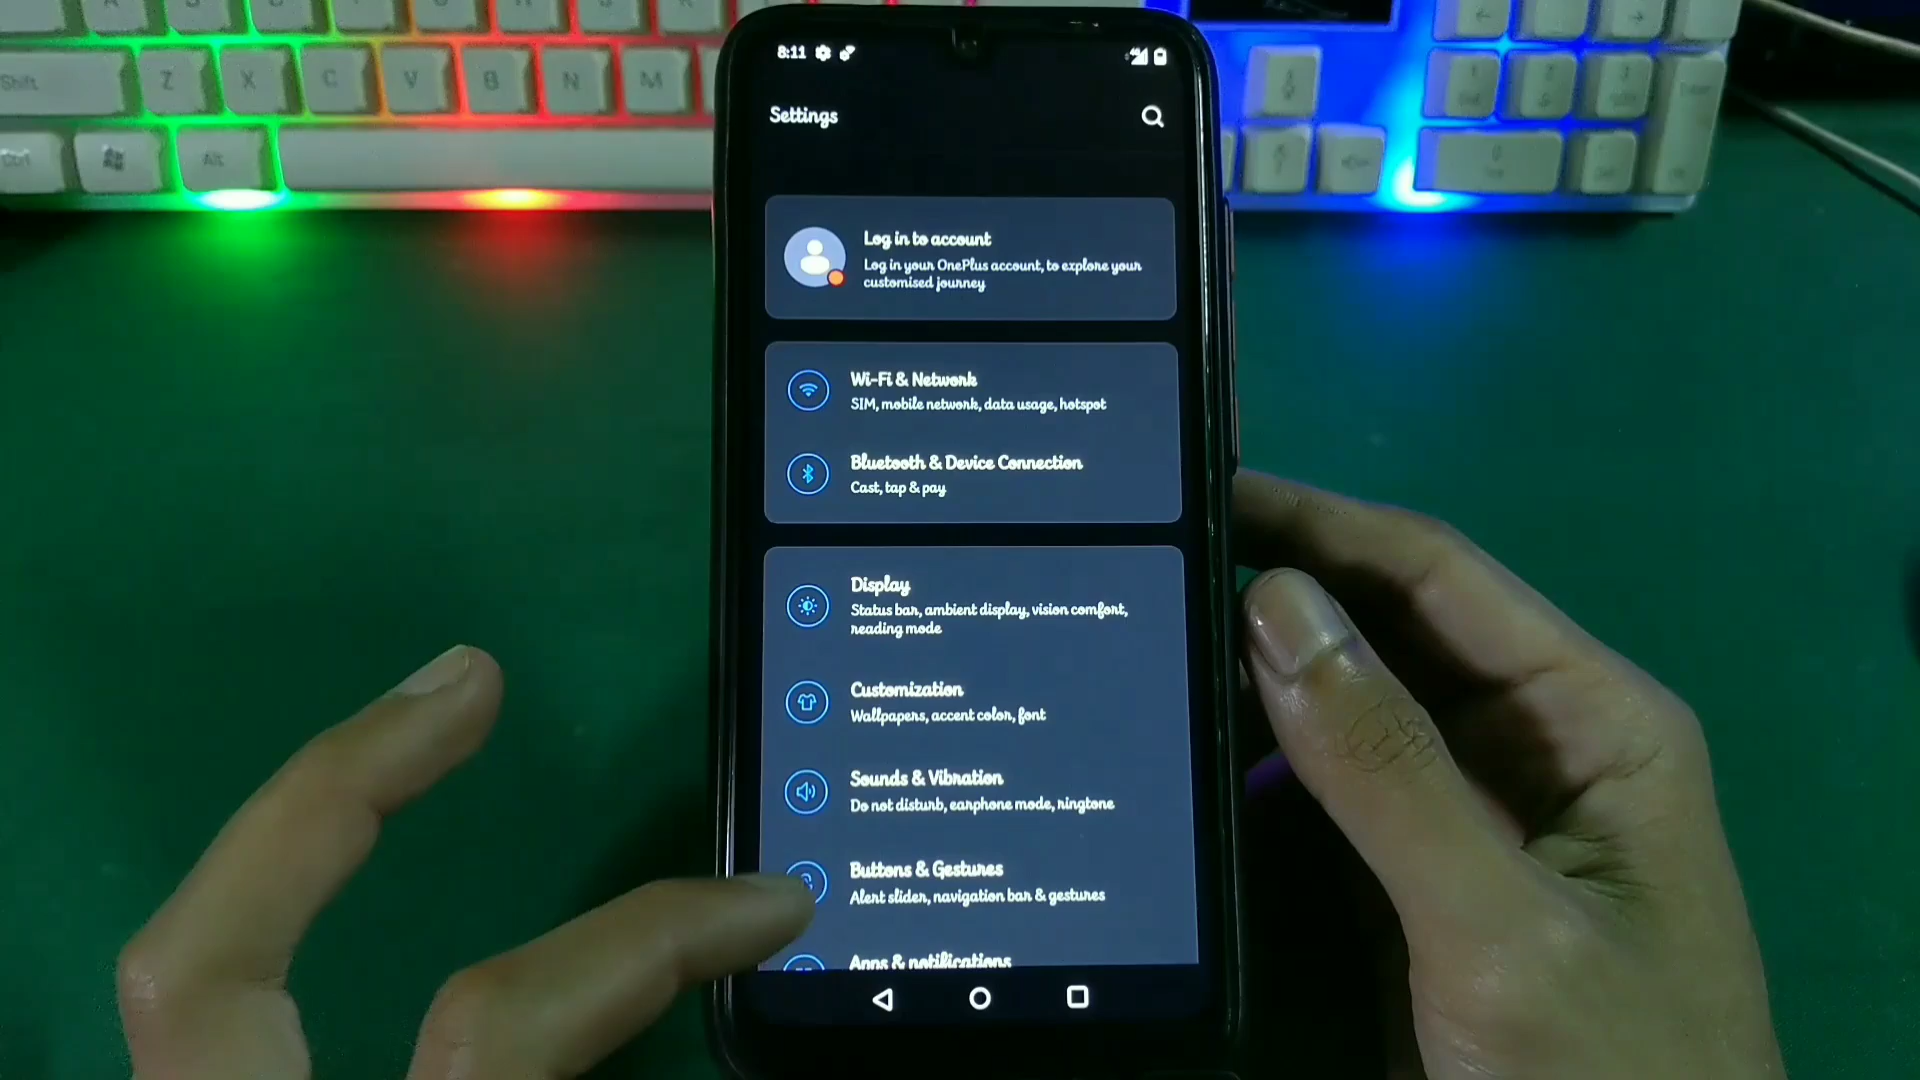 A
Shift
Z X C V B N M
Ctrl
Alt
8:11
Settings
Log in to account
Log in your OnePlus account, to explore your
customised journey
Wi-Fi & Network
SIM, mobile network, data usage, hotspot
Bluetooth & Device Connection
Cast, tap & pay
Display
Status bar, ambient display, vision comfort,
reading mode
Customization
Wallpapers, accent color, font
Sounds & Vibration
Do not disturb, earphone mode, ringtone
Buttons & Gestures
Alert slider, navigation bar & gestures
Apps & notifications